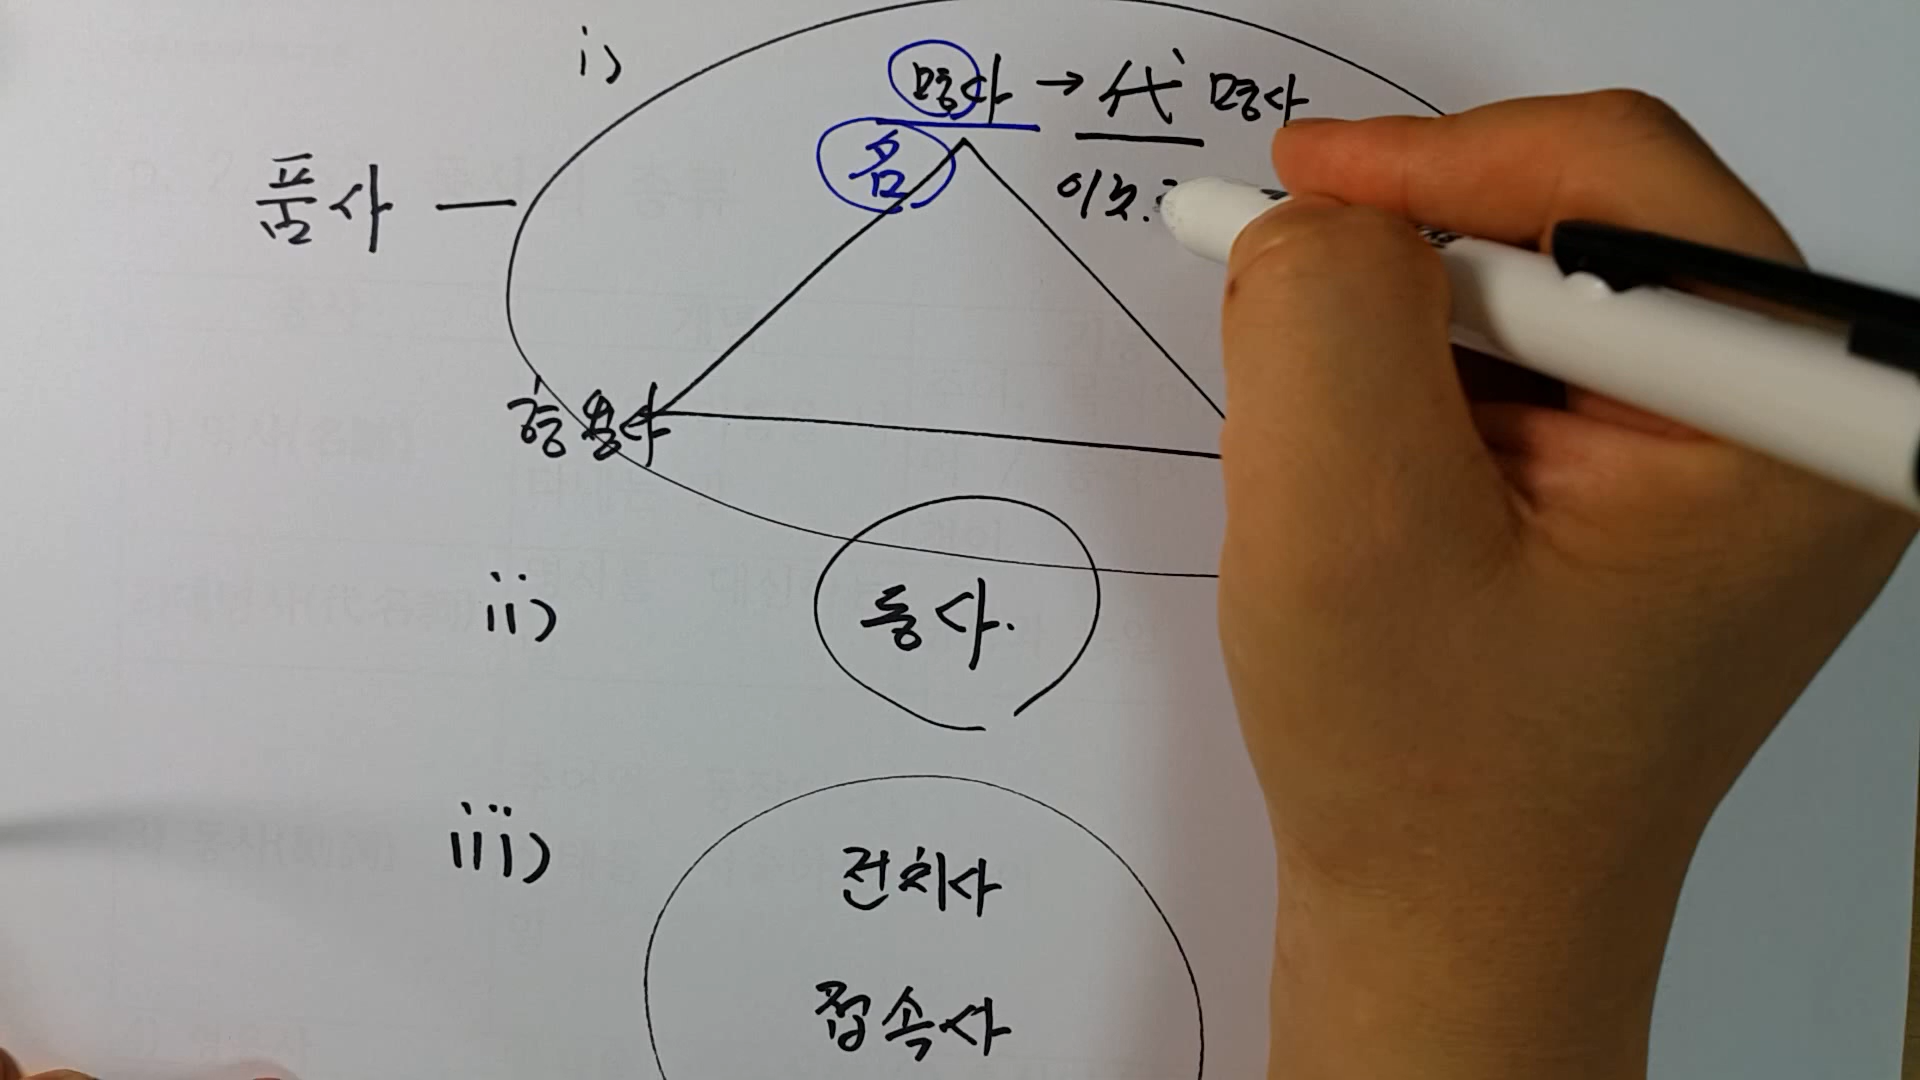 i)
명사 → 代 명사
名
이것.
품사 —
형용사
ii)
동사.
iii)
전치사
접속사